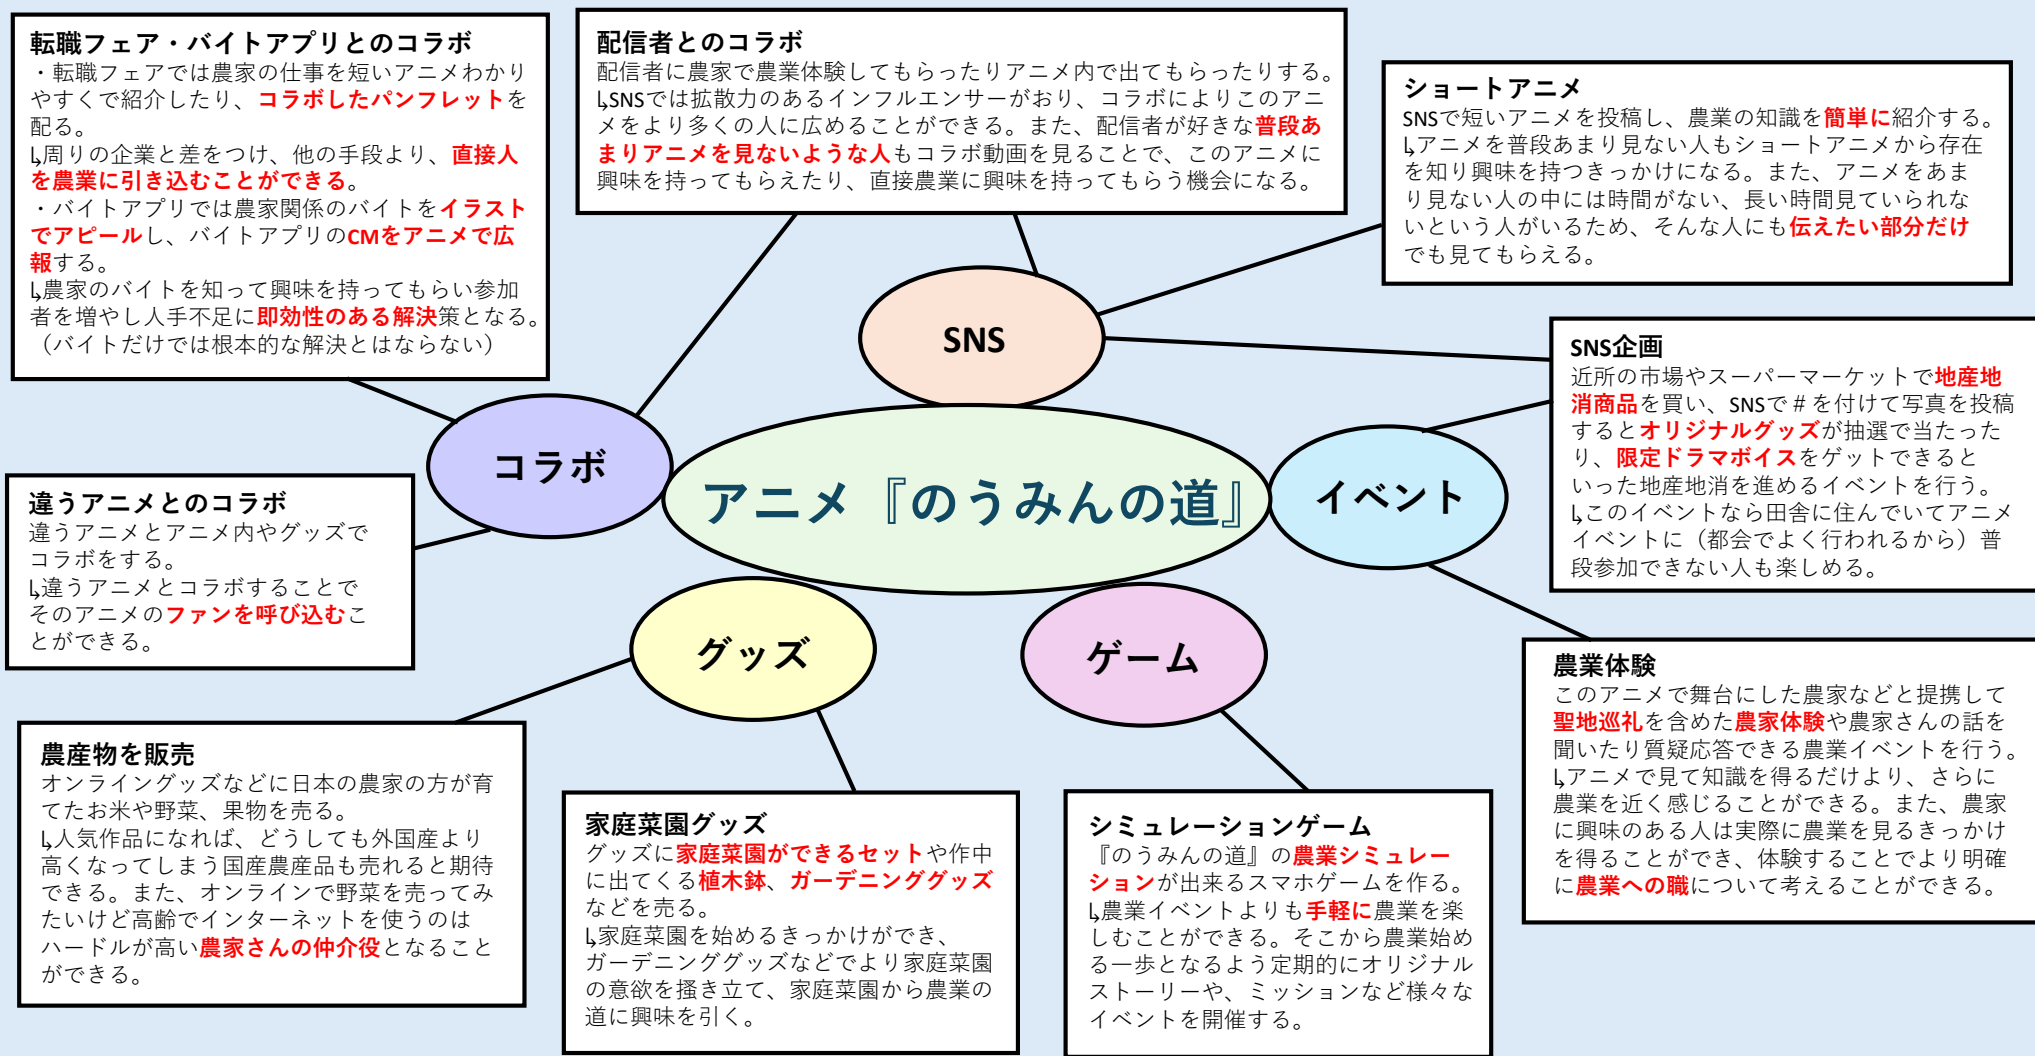 転職フェア・バイトアプリとのコラボ
・転職フェアでは農家の仕事を短いアニメわかり
やすくで紹介したり、コラボしたパンフレットを
配る。
↳周りの企業と差をつけ、他の手段より、直接人
を農業に引き込むことができる。
・バイトアプリでは農家関係のバイトをイラスト
でアピールし、バイトアプリのCMをアニメで広
報する。
↳農家のバイトを知って興味を持ってもらい参加
者を増やし人手不足に即効性のある解決策となる。
（バイトだけでは根本的な解決とはならない）
配信者とのコラボ
配信者に農家で農業体験してもらったりアニメ内で出てもらったりする。
↳SNSでは拡散力のあるインフルエンサーがおり、コラボによりこのアニ
メをより多くの人に広めることができる。また、配信者が好きな普段あ
まりアニメを見ないような人もコラボ動画を見ることで、このアニメに
興味を持ってもらえたり、直接農業に興味を持ってもらう機会になる。
ショートアニメ
SNSで短いアニメを投稿し、農業の知識を簡単に紹介する。
↳アニメを普段あまり見ない人もショートアニメから存在
を知り興味を持つきっかけになる。また、アニメをあま
り見ない人の中には時間がない、長い時間見ていられな
いという人がいるため、そんな人にも伝えたい部分だけ
でも見てもらえる。
SNS
SNS企画
近所の市場やスーパーマーケットで地産地
消商品を買い、SNSで＃を付けて写真を投稿
するとオリジナルグッズが抽選で当たった
り、限定ドラマボイスをゲットできると
いった地産地消を進めるイベントを行う。
↳このイベントなら田舎に住んでいてアニメ
イベントに（都会でよく行われるから）普
段参加できない人も楽しめる。
コラボ
アニメ『のうみんの道』
イベント
違うアニメとのコラボ
違うアニメとアニメ内やグッズで
コラボをする。
↳違うアニメとコラボすることで
そのアニメのファンを呼び込むこ
とができる。
グッズ
ゲーム
農業体験
このアニメで舞台にした農家などと提携して
聖地巡礼を含めた農家体験や農家さんの話を
聞いたり質疑応答できる農業イベントを行う。
↳アニメで見て知識を得るだけより、さらに
農業を近く感じることができる。また、農家
に興味のある人は実際に農業を見るきっかけ
を得ることができ、体験することでより明確
に農業への職について考えることができる。
農産物を販売
オンライングッズなどに日本の農家の方が育
てたお米や野菜、果物を売る。
↳人気作品になれば、どうしても外国産より
高くなってしまう国産農産品も売れると期待
できる。また、オンラインで野菜を売ってみ
たいけど高齢でインターネットを使うのは
ハードルが高い農家さんの仲介役となること
ができる。
家庭菜園グッズ
グッズに家庭菜園ができるセットや作中
に出てくる植木鉢、ガーデニンググッズ
などを売る。
↳家庭菜園を始めるきっかけができ、
ガーデニンググッズなどでより家庭菜園
の意欲を掻き立て、家庭菜園から農業の
道に興味を引く。
シミュレーションゲーム
『のうみんの道』の農業シミュレー
ションが出来るスマホゲームを作る。
↳農業イベントよりも手軽に農業を楽
しむことができる。そこから農業始め
る一歩となるよう定期的にオリジナル
ストーリーや、ミッションなど様々な
イベントを開催する。